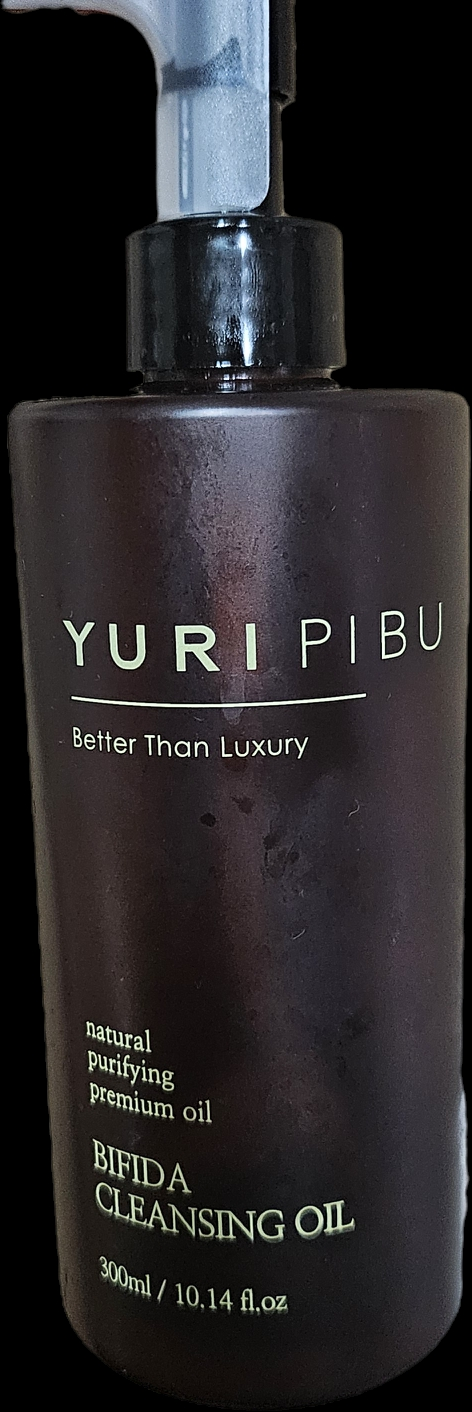 YURI PIBU
Better Than Luxury
natural
purifying
premium oil
BIFIDA
CLEANSING OIL
300ml / 10.14 fl.oz